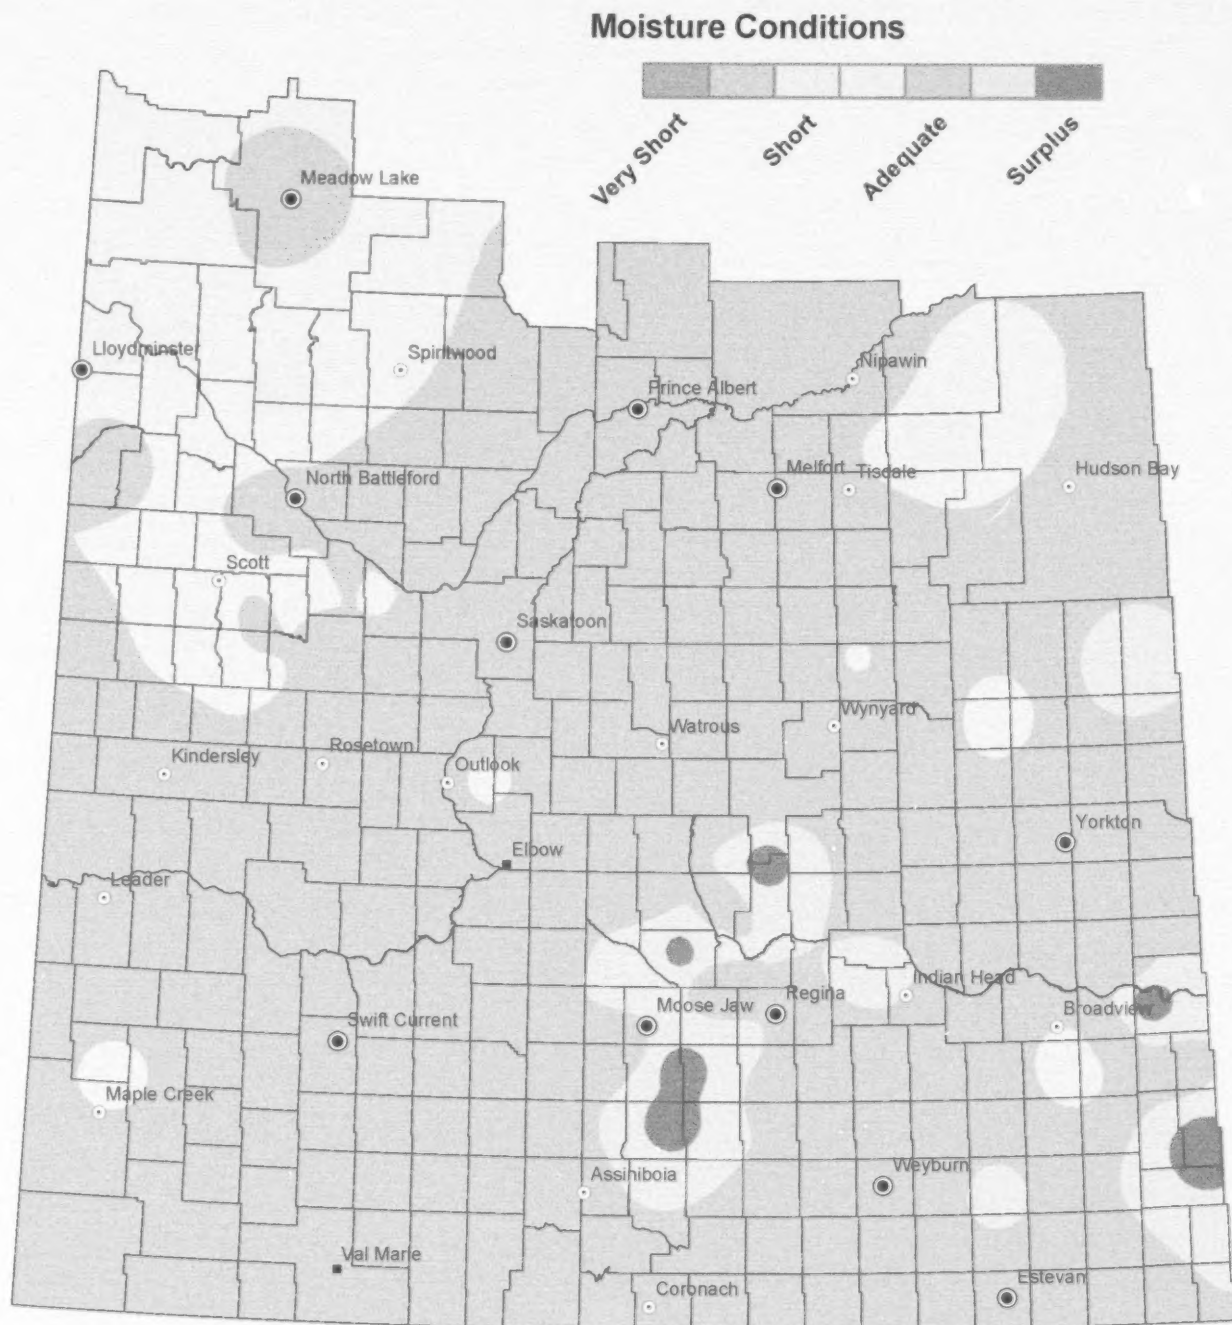 Moisture Conditions
Very Short
Short
Adequate
Surplus
Meadow Lake
Lloydminster
Spiritwood
Nipawin
Prince Albert
North Battleford
Melfort
Tisdale
Hudson Bay
Scott
Saskatoon
Watrous
Wynyard
Kindersley
Rosetown
Outlook
Yorkton
Elbow
Leader
Indian Head
Moose Jaw
Regina
Broadview
Swift Current
Maple Creek
Assiniboia
Weyburn
Val Marie
Coronach
Estevan